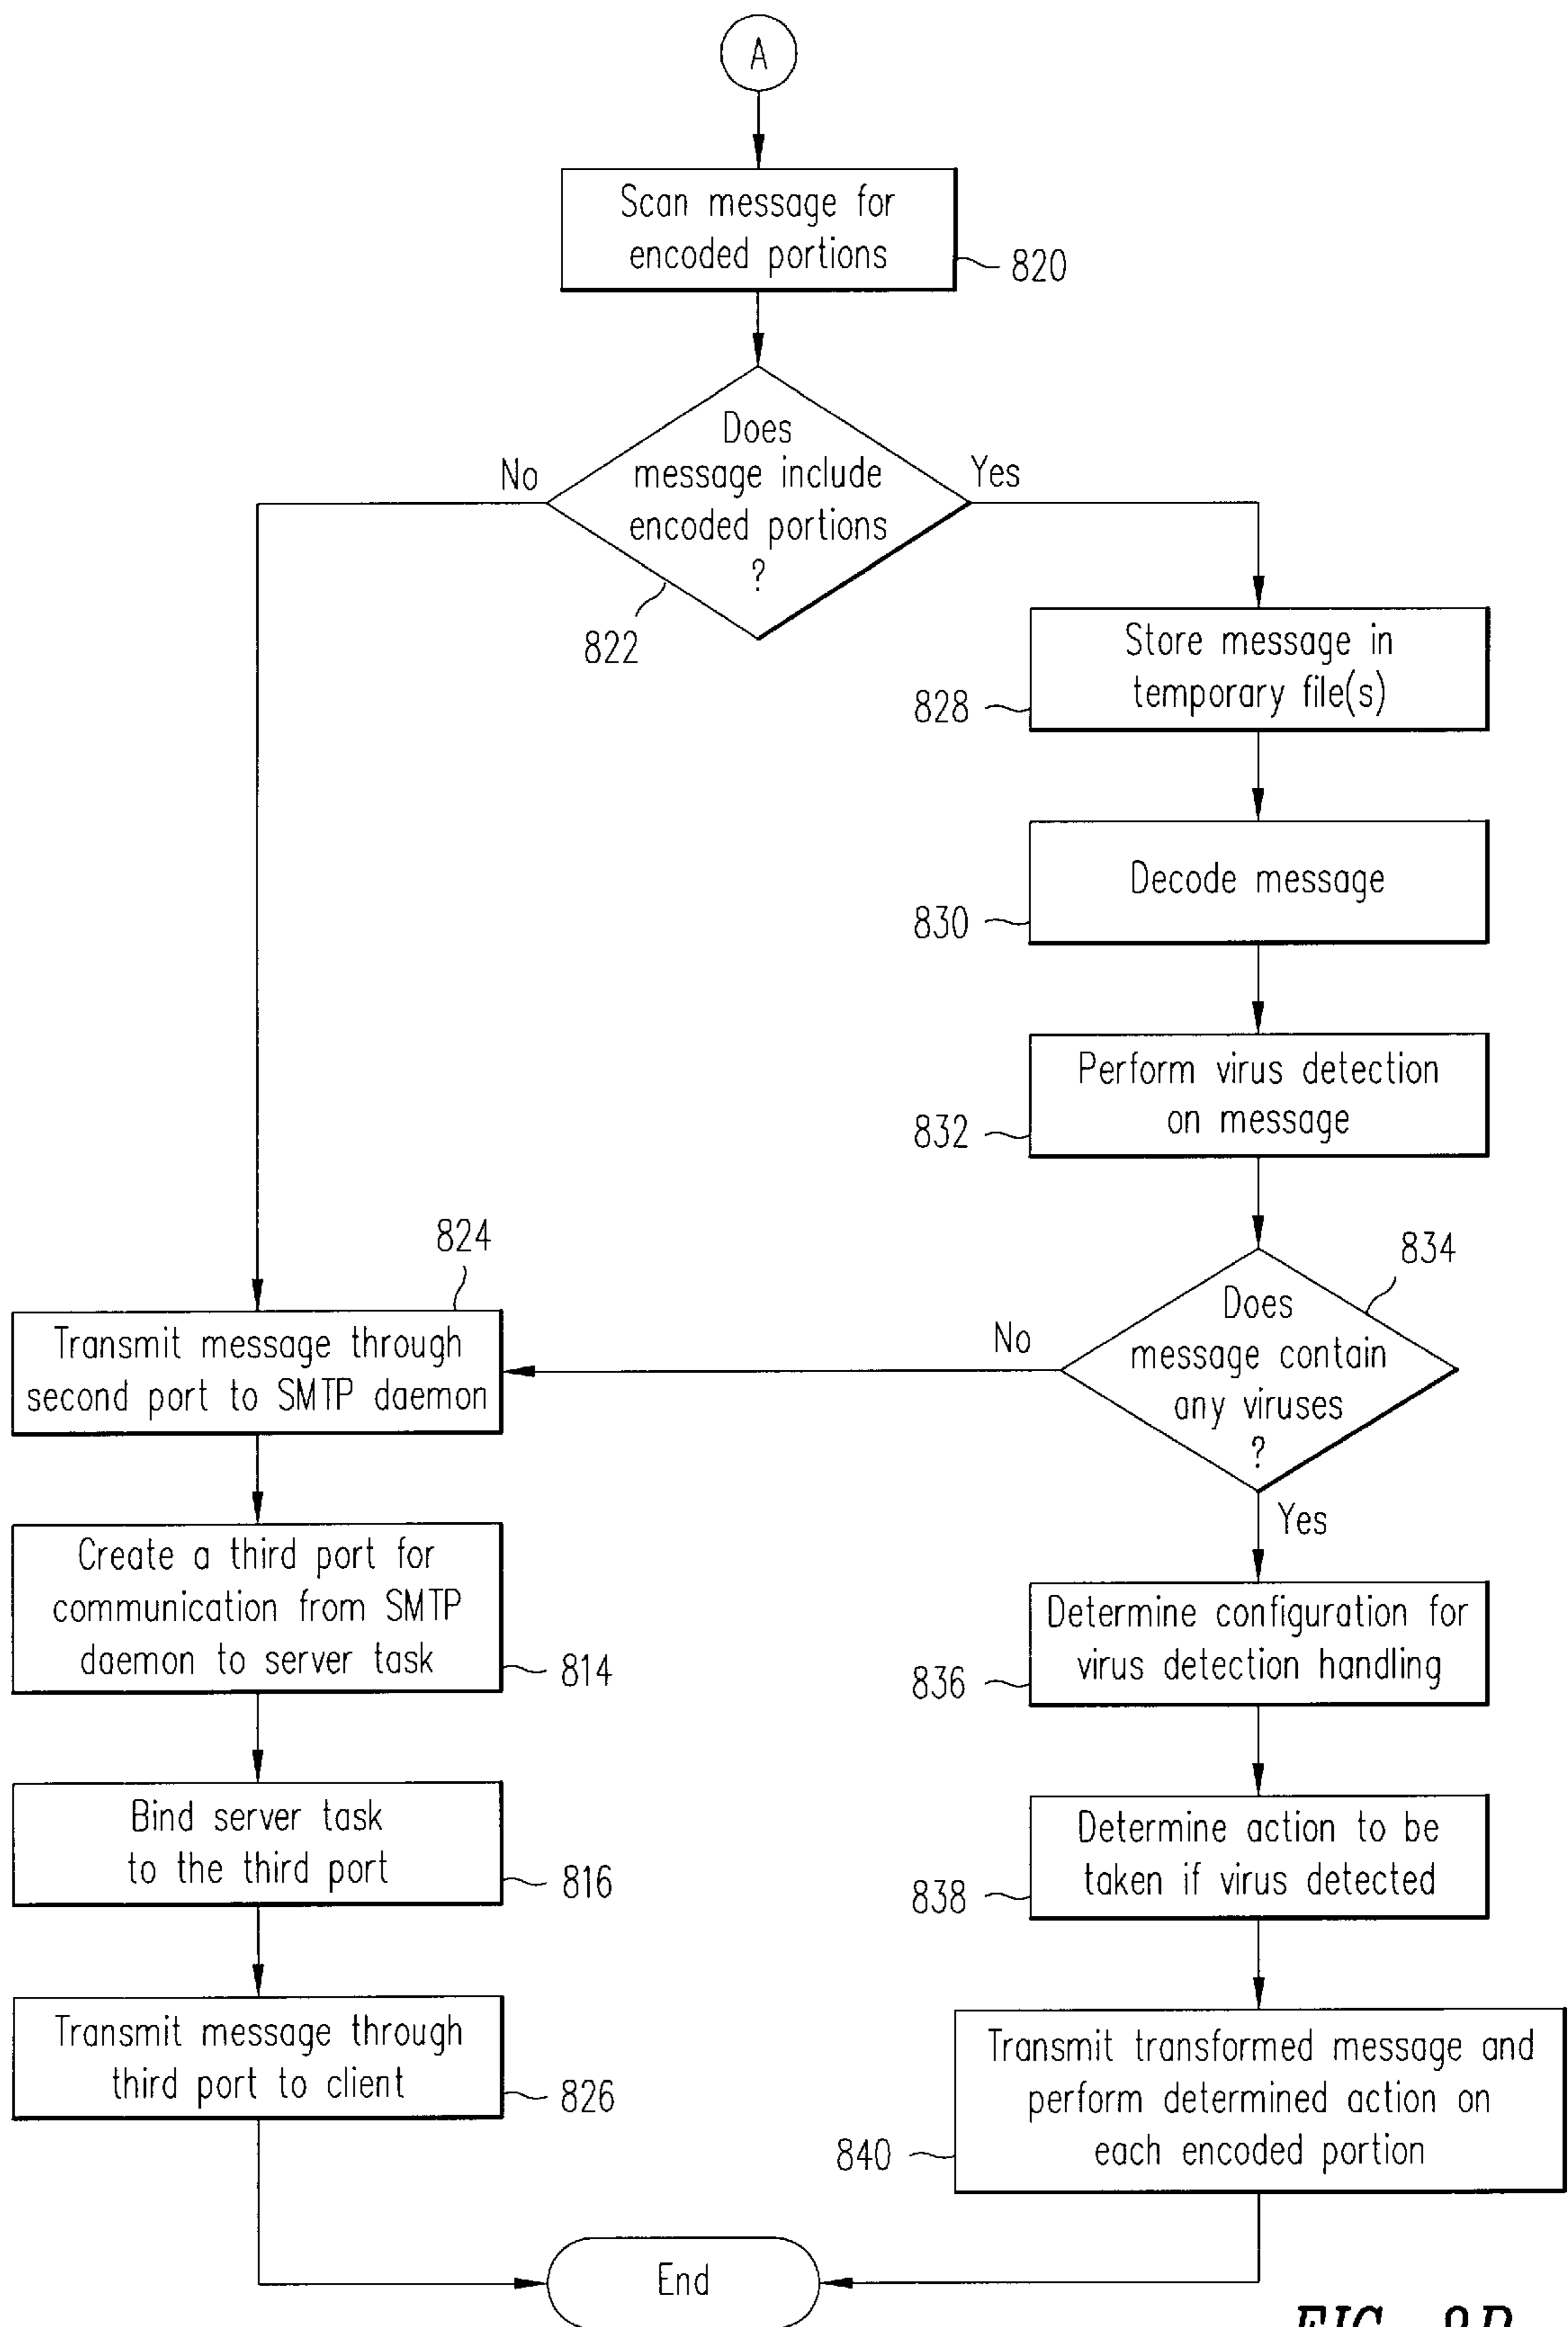 A
Scan message for
encoded portions
820
Does
message include
encoded portions
?
No
Yes
822
Store message in
temporary file(s)
828
Decode message
830
Perform virus detection
on message
832
834
Does
message contain
any viruses
?
No
Yes
824
Transmit message through
second port to SMTP daemon
Create a third port for
communication from SMTP
daemon to server task
814
Bind server task
to the third port
816
Transmit message through
third port to client
826
Determine configuration for
virus detection handling
836
Determine action to be
taken if virus detected
838
Transmit transformed message and
perform determined action on
each encoded portion
840
End